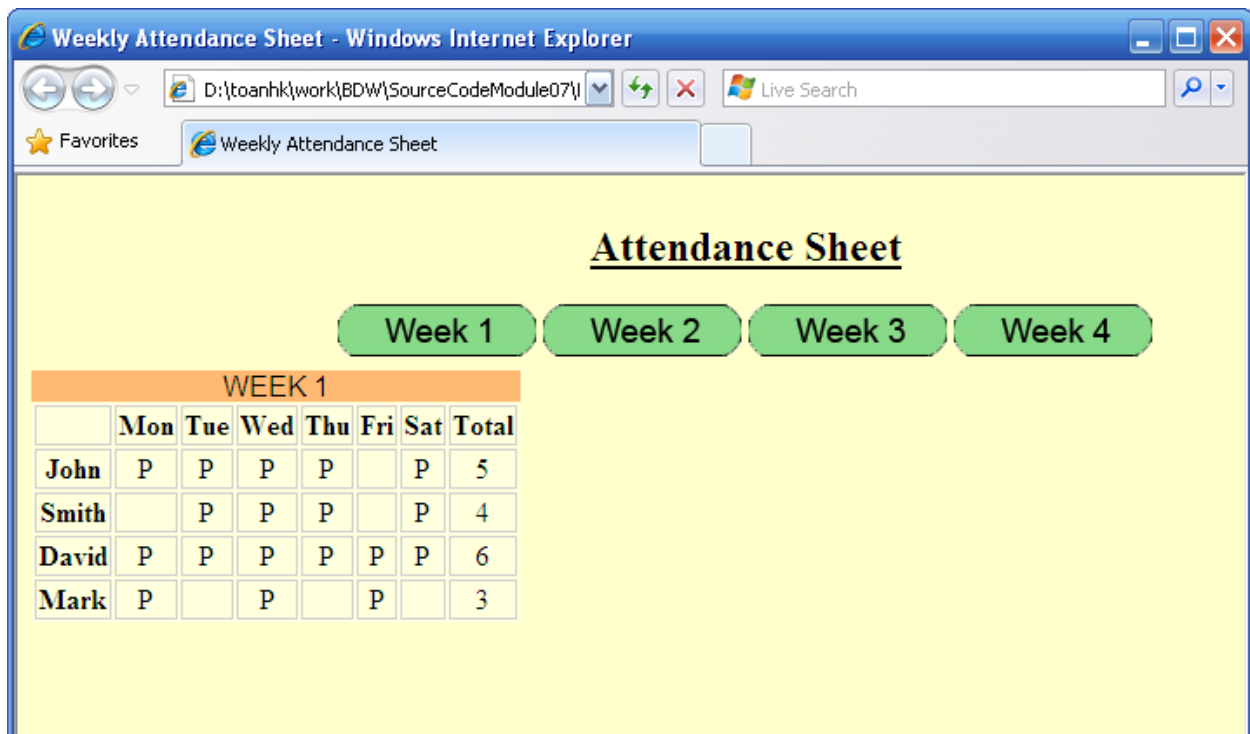 Weekly Attendance Sheet - Windows Internet Explorer
D:\toanhk\work\BDW\SourceCodeModule07\I
Live Search
Favorites
Weekly Attendance Sheet
Attendance Sheet
Week 1 Week 2 Week 3 Week 4
WEEK 1
Mon Tue Wed Thu Fri Sat Total
John P P P P P 5
Smith P P P P 4
David P P P P P P 6
Mark P P P 3